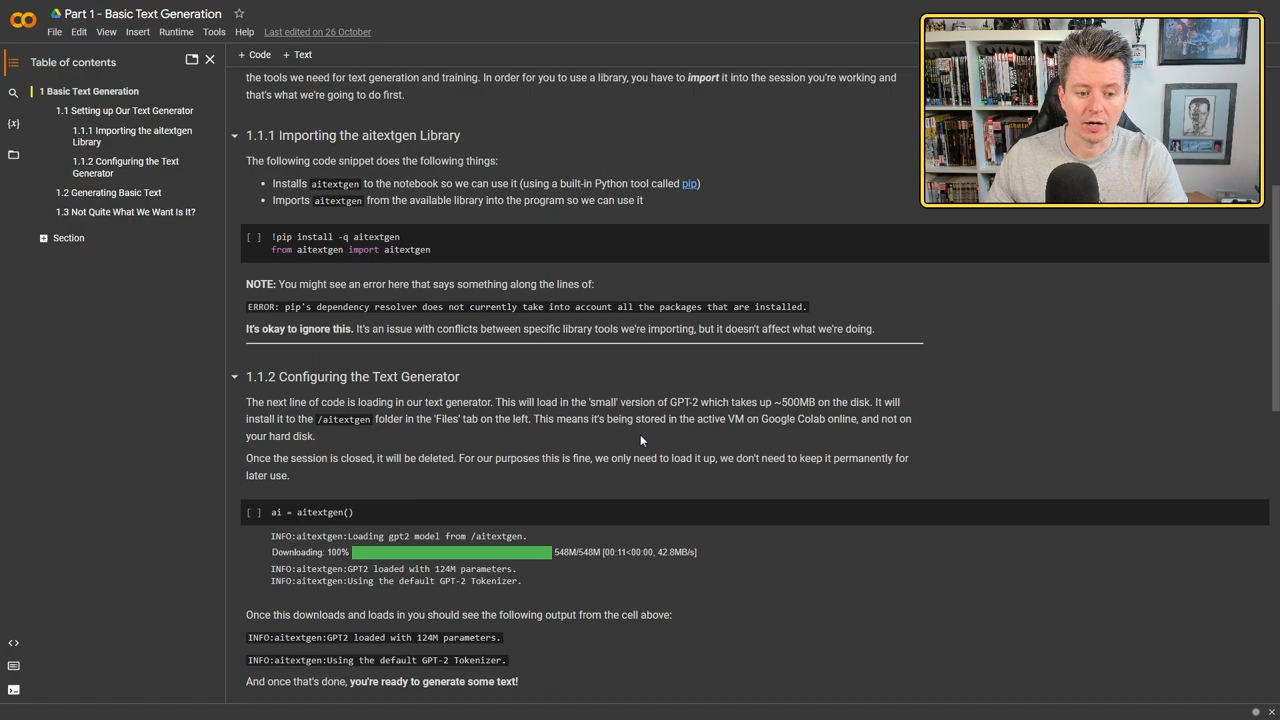 Part 1 - Basic Text Generation
File Edit View Insert Runtime Tools Help Last edited on 26 October
Table of contents
1 Basic Text Generation
1.1 Setting up Our Text Generator
1.1.1 Importing the aitextgen
Library
1.1.2 Configuring the Text
Generator
1.2 Generating Basic Text
1.3 Not Quite What We Want Is It?
Section
+ Code + Text
the tools we need for text generation and training. In order for you to use a library, you have to import it into the session you're working and
that's what we're going to do first.
1.1.1 Importing the aitextgen Library
The following code snippet does the following things:
• Installs aitextgen to the notebook so we can use it (using a built-in Python tool called pip)
• Imports aitextgen from the available library into the program so we can use it
[ ] !pip install -q aitextgen
from aitextgen import aitextgen
NOTE: You might see an error here that says something along the lines of:
ERROR: pip's dependency resolver does not currently take into account all the packages that are installed.
It's okay to ignore this. It's an issue with conflicts between specific library tools we're importing, but it doesn't affect what we're doing.
1.1.2 Configuring the Text Generator
The next line of code is loading in our text generator. This will load in the 'small' version of GPT-2 which takes up ~500MB on the disk. It will
install it to the /aitextgen folder in the 'Files' tab on the left. This means it's being stored in the active VM on Google Colab online, and not on
your hard disk.
Once the session is closed, it will be deleted. For our purposes this is fine, we only need to load it up, we don't need to keep it permanently for
later use.
[ ] ai = aitextgen()
INFO:aitextgen:Loading gpt2 model from /aitextgen.
Downloading: 100% 548M/548M [00:11<00:00, 42.8MB/s]
INFO:aitextgen:GPT2 loaded with 124M parameters.
INFO:aitextgen:Using the default GPT-2 Tokenizer.
Once this downloads and loads in you should see the following output from the cell above:
INFO:aitextgen:GPT2 loaded with 124M parameters.
INFO:aitextgen:Using the default GPT-2 Tokenizer.
And once that's done, you're ready to generate some text!